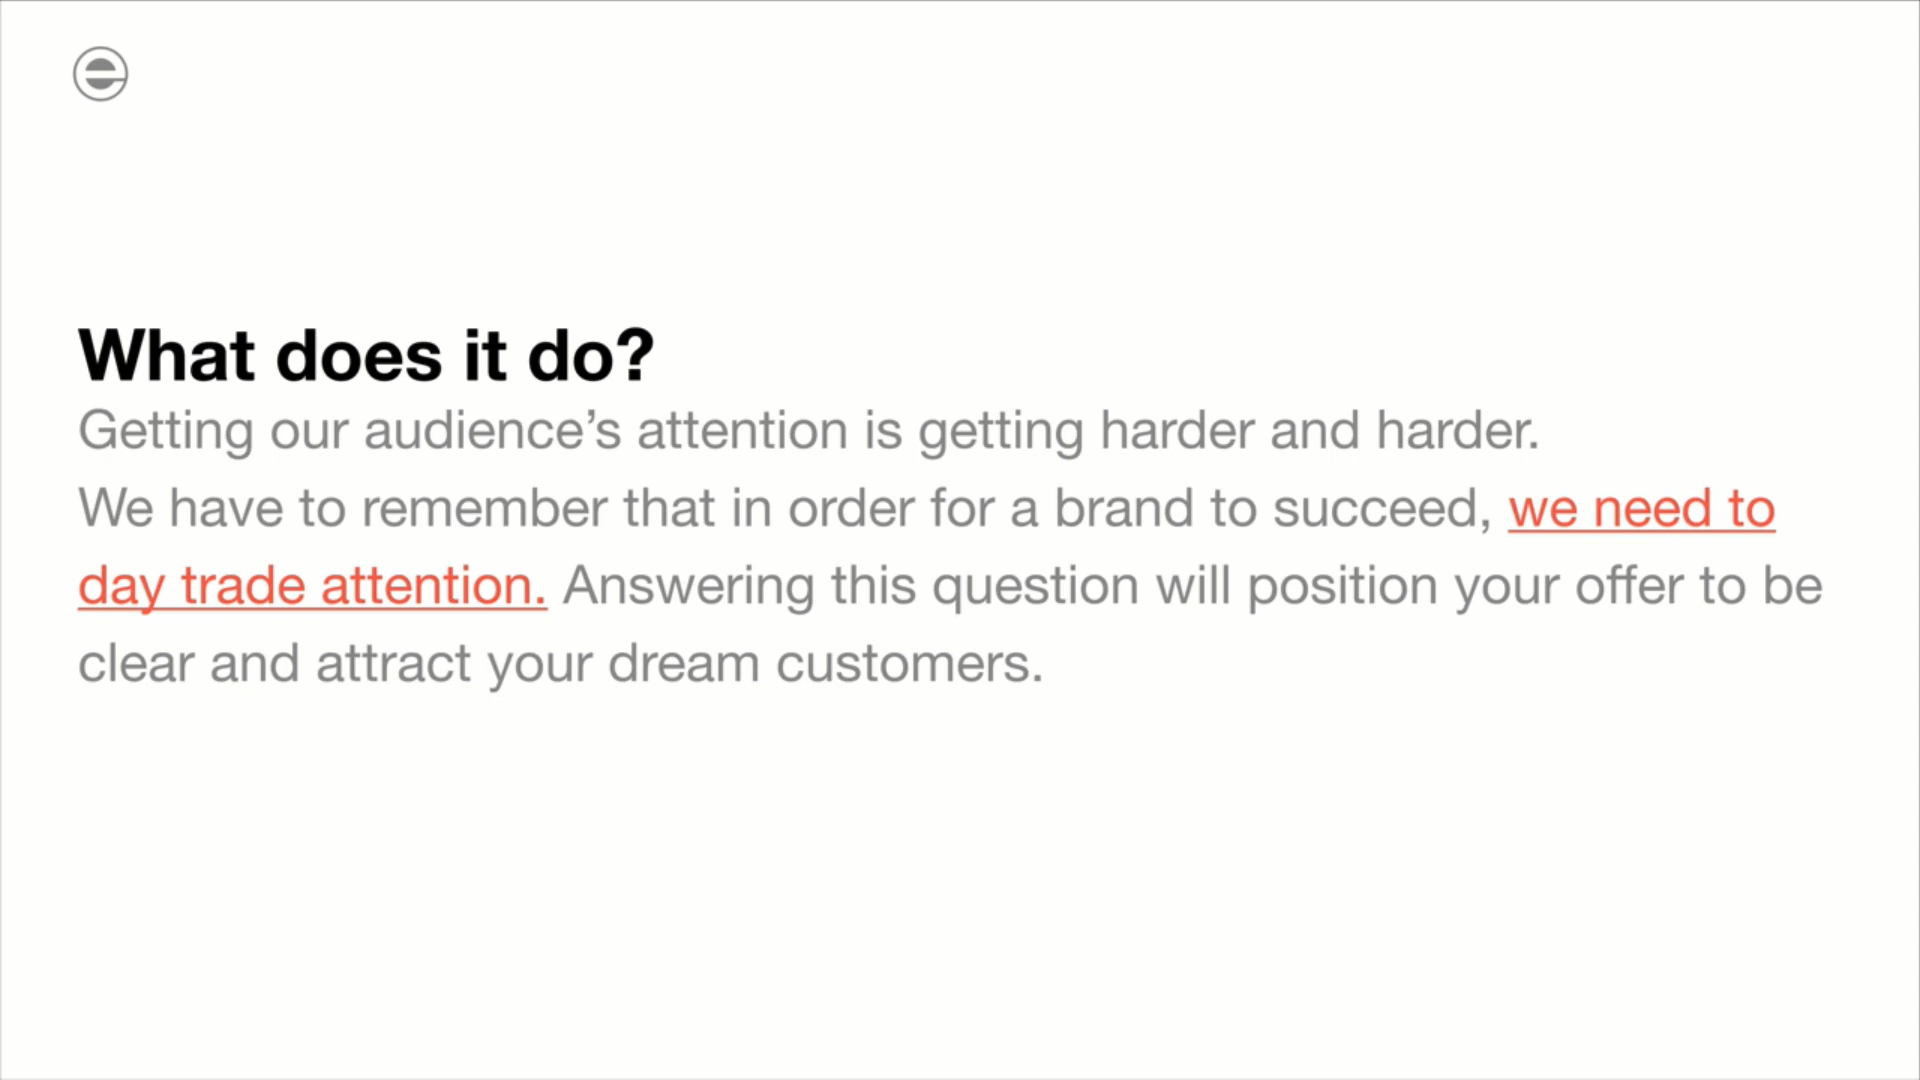 What does it do?
Getting our audience’s attention is getting harder and harder.
We have to remember that in order for a brand to succeed, we need to
day trade attention. Answering this question will position your offer to be
clear and attract your dream customers.